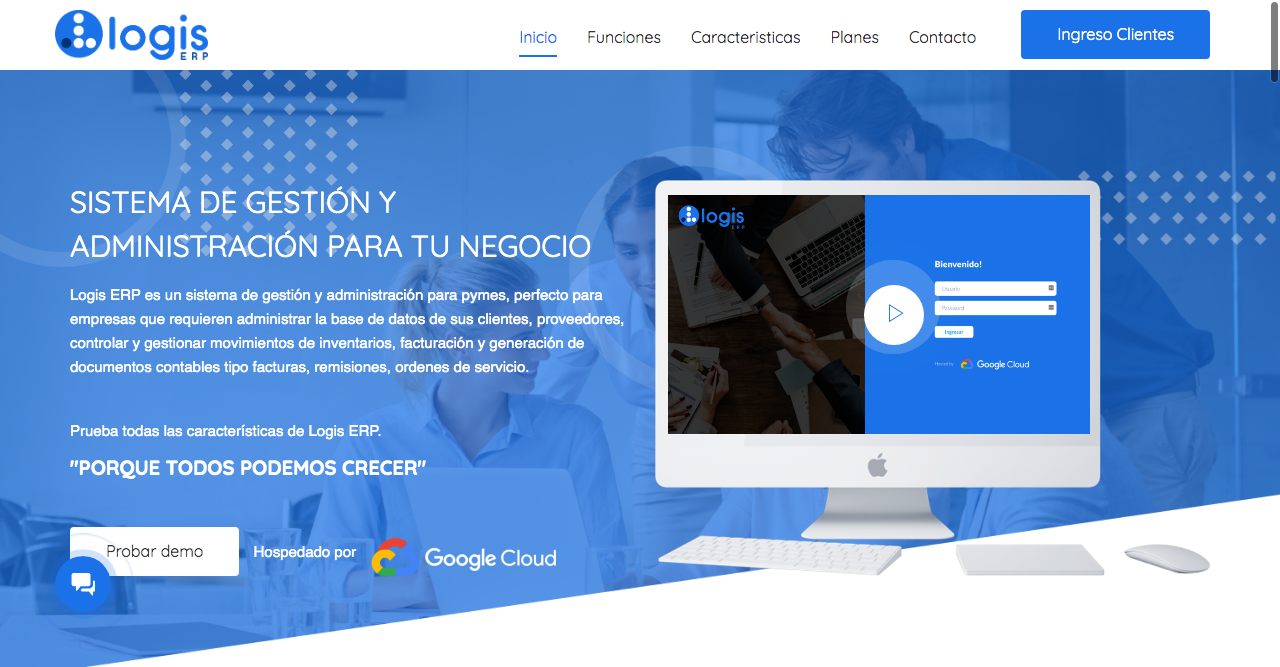 logis
ERP
Inicio
Funciones
Caracteristicas
Planes
Contacto
Ingreso Clientes
SISTEMA DE GESTIÓN Y
ADMINISTRACIÓN PARA TU NEGOCIO
Logis ERP es un sistema de gestión y administración para pymes, perfecto para
empresas que requieren administrar la base de datos de sus clientes, proveedores,
controlar y gestionar movimientos de inventarios, facturación y generación de
documentos contables tipo facturas, remisiones, ordenes de servicio.
Prueba todas las características de Logis ERP.
"PORQUE TODOS PODEMOS CRECER"
Probar demo
Hospedado por
Google Cloud
logis
ERP
Bienvenido!
Usuario
Password
Ingresar
Hosted by
Google Cloud